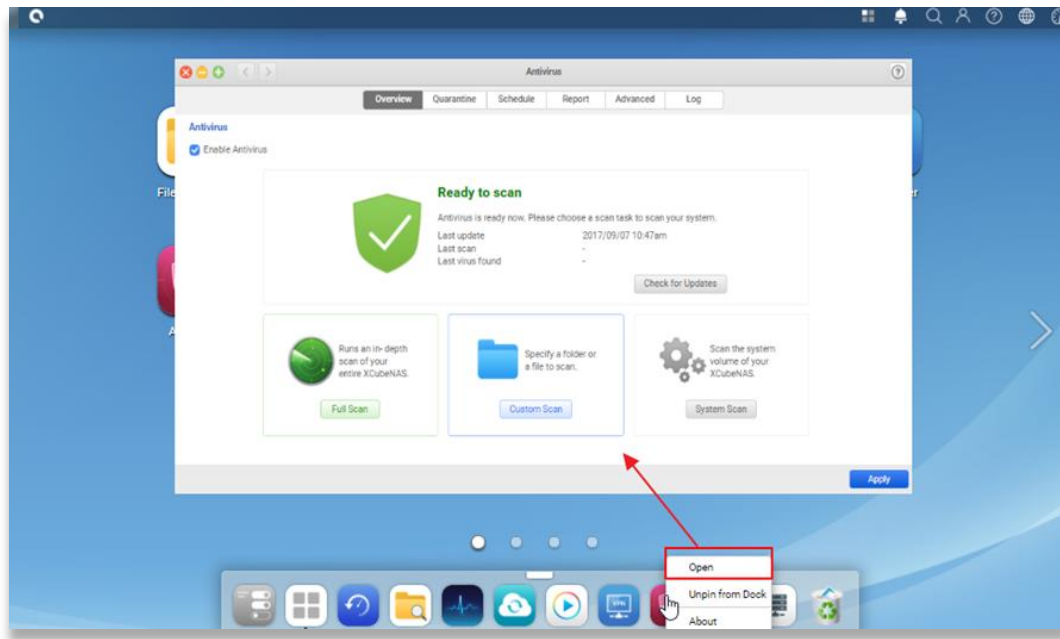 Antivirus
Overview Quarantine Schedule Report Advanced Log
Antivirus
Enable Antivirus
File
er
Ready to scan
Antivirus is ready now. Please choose a scan task to scan your system.
Last update 2017/09/07 10:47am
Last scan -
Last virus found -
Check for Updates
A
Runs an in- depth
scan of your
entire XCubeNAS.
Full Scan
Specify a folder or
a file to scan.
Custom Scan
Scan the system
volume of your
XCubeNAS.
System Scan
Apply
Open
Unpin from Dock
About
VPN